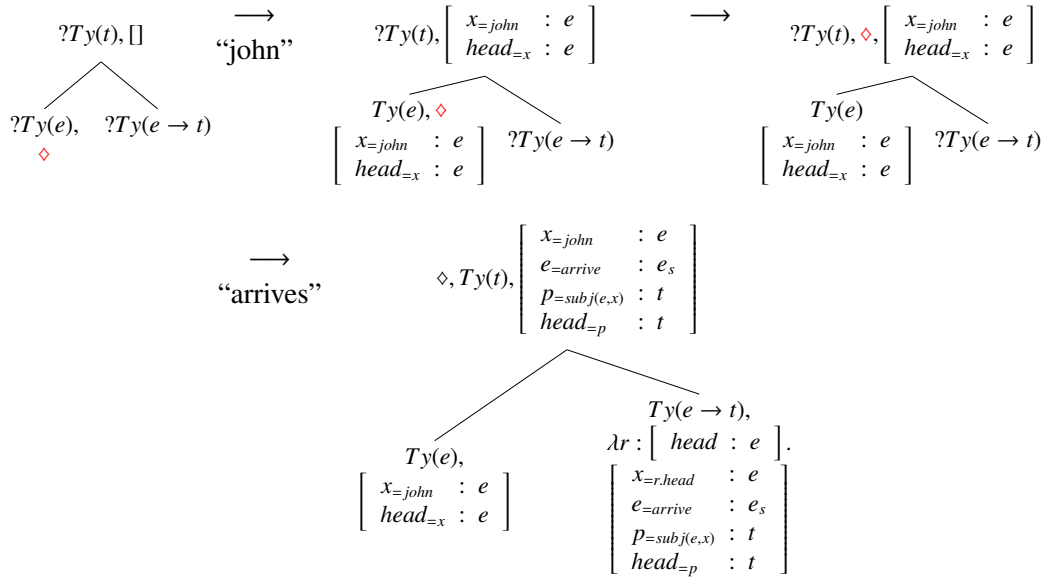 ?Ty(t), [] ⟶ “john” ?Ty(t), [ x=john : e
head=x : e ] ⟶ ?Ty(t), ◇, [ x=john : e
head=x : e ]
?Ty(e), ?Ty(e → t)
◇
Ty(e), ◇
[ x=john : e
head=x : e ] ?Ty(e → t)
Ty(e)
[ x=john : e
head=x : e ] ?Ty(e → t)
⟶
“arrives”
◇, Ty(t), [ x=john : e
e=arrive : es
p=subj(e,x) : t
head=p : t ]
Ty(e),
[ x=john : e
head=x : e ]
Ty(e → t),
λr : [ head : e ] .
[ x=r.head : e
e=arrive : es
p=subj(e,x) : t
head=p : t ]